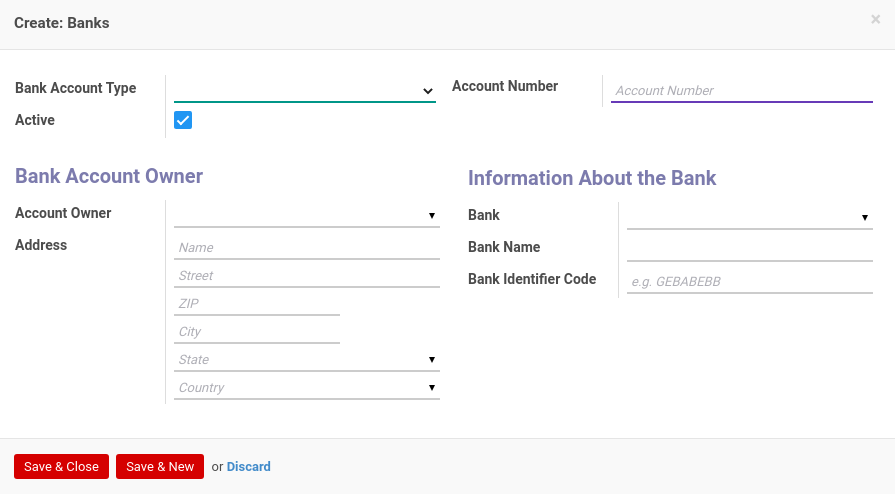 Create: Banks
×
Bank Account Type
Account Number
Account Number
Active
Bank Account Owner
Information About the Bank
Account Owner
Bank
Address
Name
Bank Name
Street
Bank Identifier Code
e.g. GEBABEBB
ZIP
City
State
Country
Save & Close Save & New or Discard